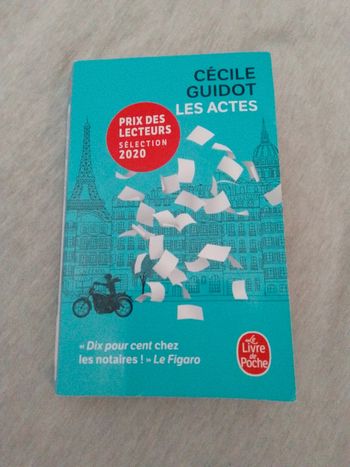 CÉCILE
GUIDOT
LES ACTES
PRIX DES
LECTEURS
SÉLECTION
2020
« Dix pour cent chez
les notaires ! » Le Figaro
Le
Livre
de
Poche